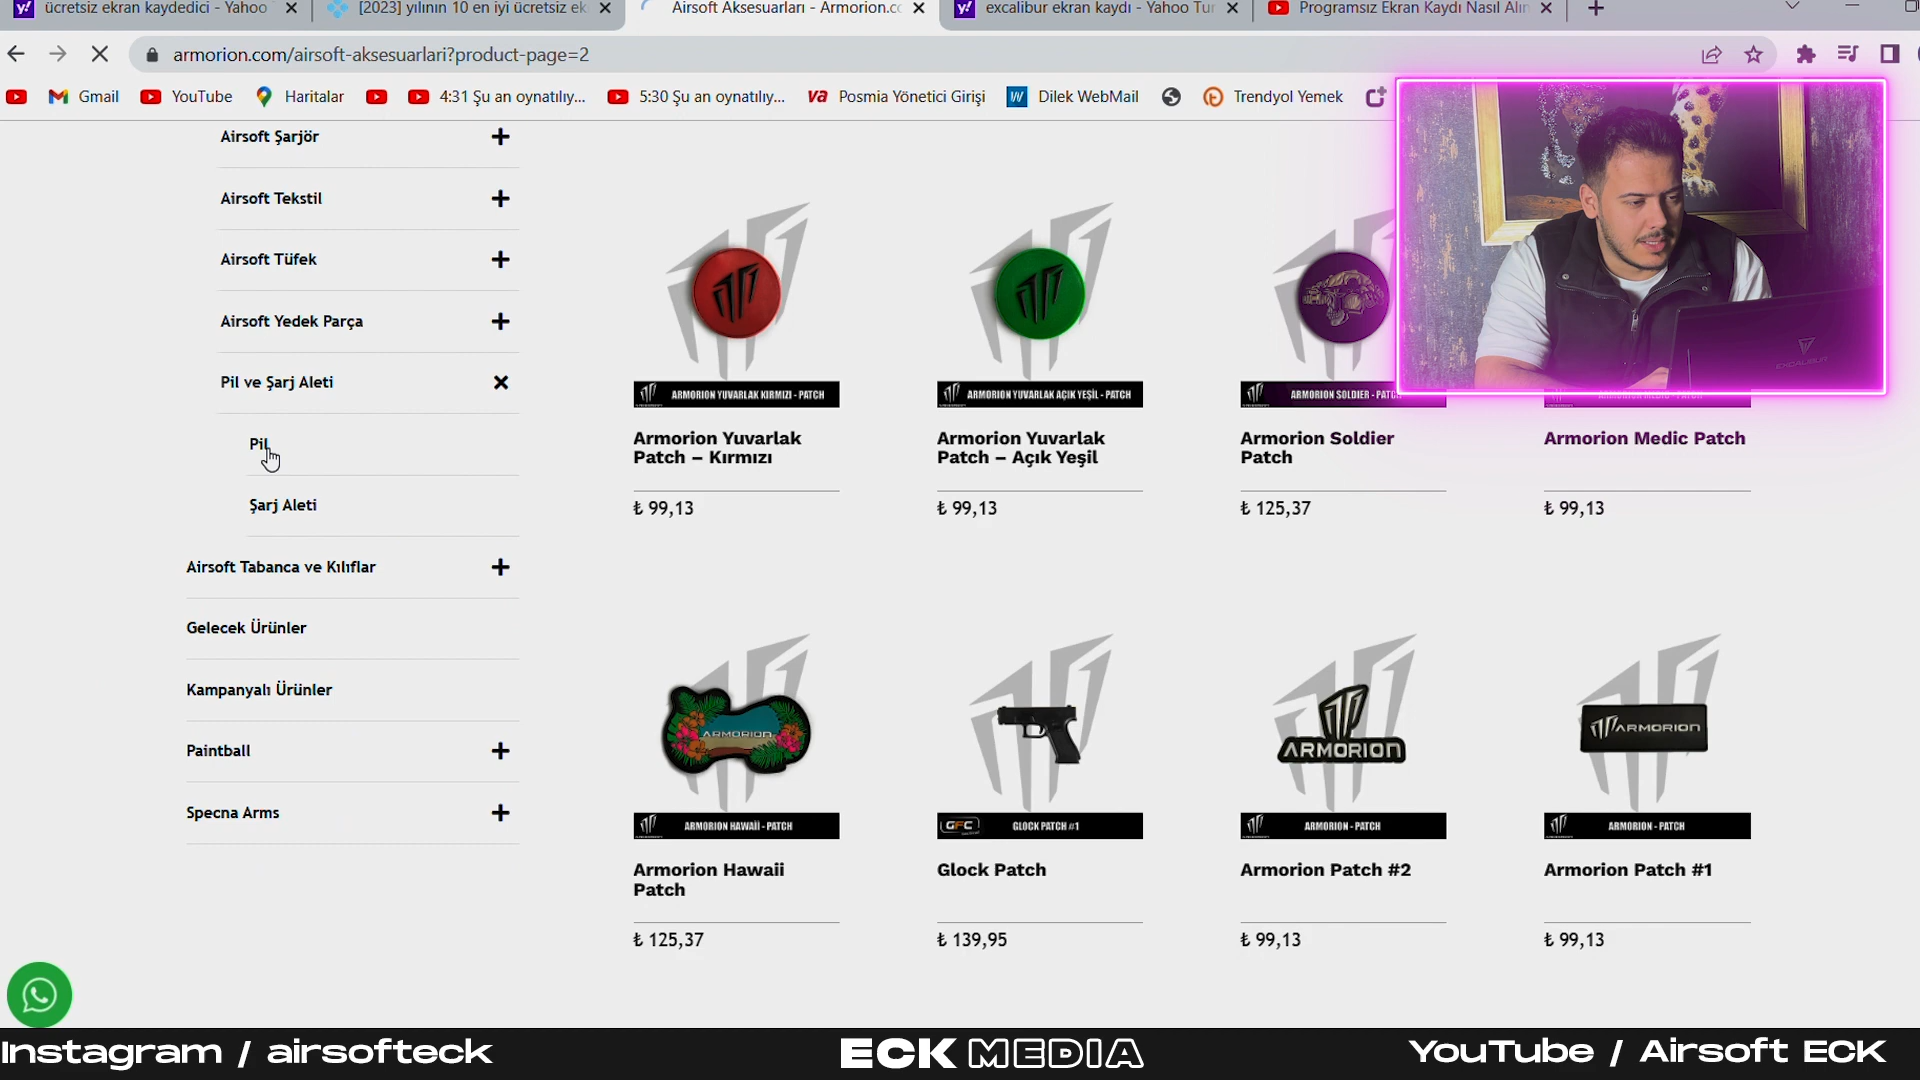 ücretsiz ekran kaydedici - Yahoo
[2023] yılının 10 en iyi ücretsiz ek
Airsoft Aksesuarları - Armorion.co
excalibur ekran kaydı - Yahoo Tur
Programsız Ekran Kaydı Nasıl Alın
armorion.com/airsoft-aksesuarlari?product-page=2
Gmail
YouTube
Haritalar
4:31 Şu an oynatılıy...
5:30 Şu an oynatılıy...
Posmia Yönetici Girişi
Dilek WebMail
Trendyol Yemek
Airsoft Şarjör
Airsoft Tekstil
Airsoft Tüfek
Airsoft Yedek Parça
Pil ve Şarj Aleti
Pil
Şarj Aleti
Airsoft Tabanca ve Kılıflar
Gelecek Ürünler
Kampanyalı Ürünler
Paintball
Specna Arms
ARMORION YUVARLAK KIRMIZI - PATCH
Armorion Yuvarlak
Patch – Kırmızı
₺ 99,13
ARMORION YUVARLAK AÇIK YEŞİL - PATCH
Armorion Yuvarlak
Patch – Açık Yeşil
₺ 99,13
ARMORION SOLDIER - PATCH
Armorion Soldier
Patch
₺ 125,37
EXCALIBUR
Armorion Medic Patch
₺ 99,13
ARMORION
ARMORION HAWAİİ - PATCH
Armorion Hawaii
Patch
₺ 125,37
GFC
GLOCK PATCH #1
Glock Patch
₺ 139,95
ARMORION
ARMORION - PATCH
Armorion Patch #2
₺ 99,13
ARMORION
ARMORION - PATCH
Armorion Patch #1
₺ 99,13
Instagram / airsofteck
ECK MEDIA
YouTube / Airsoft ECK